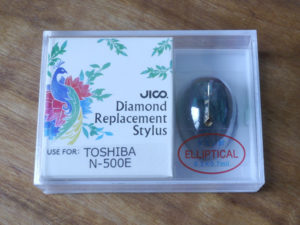 JICO
Diamond
Replacement
Stylus
USE FOR: TOSHIBA
N-500E
ELLIPTICAL